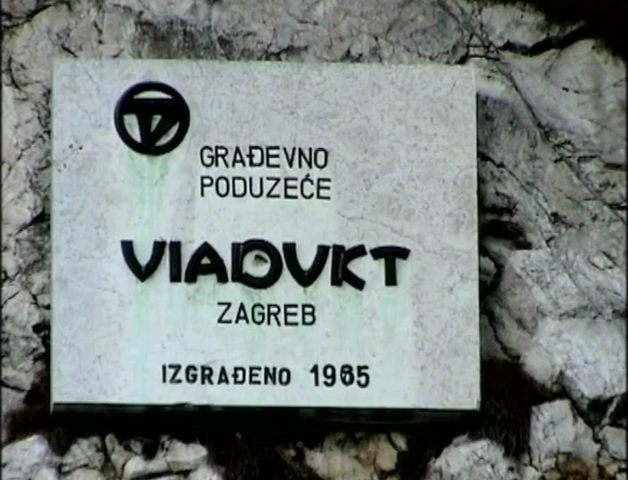 GRAĐEVNO
PODUZEĆE
VIADUKT
ZAGREB
IZGRAĐENO 1965